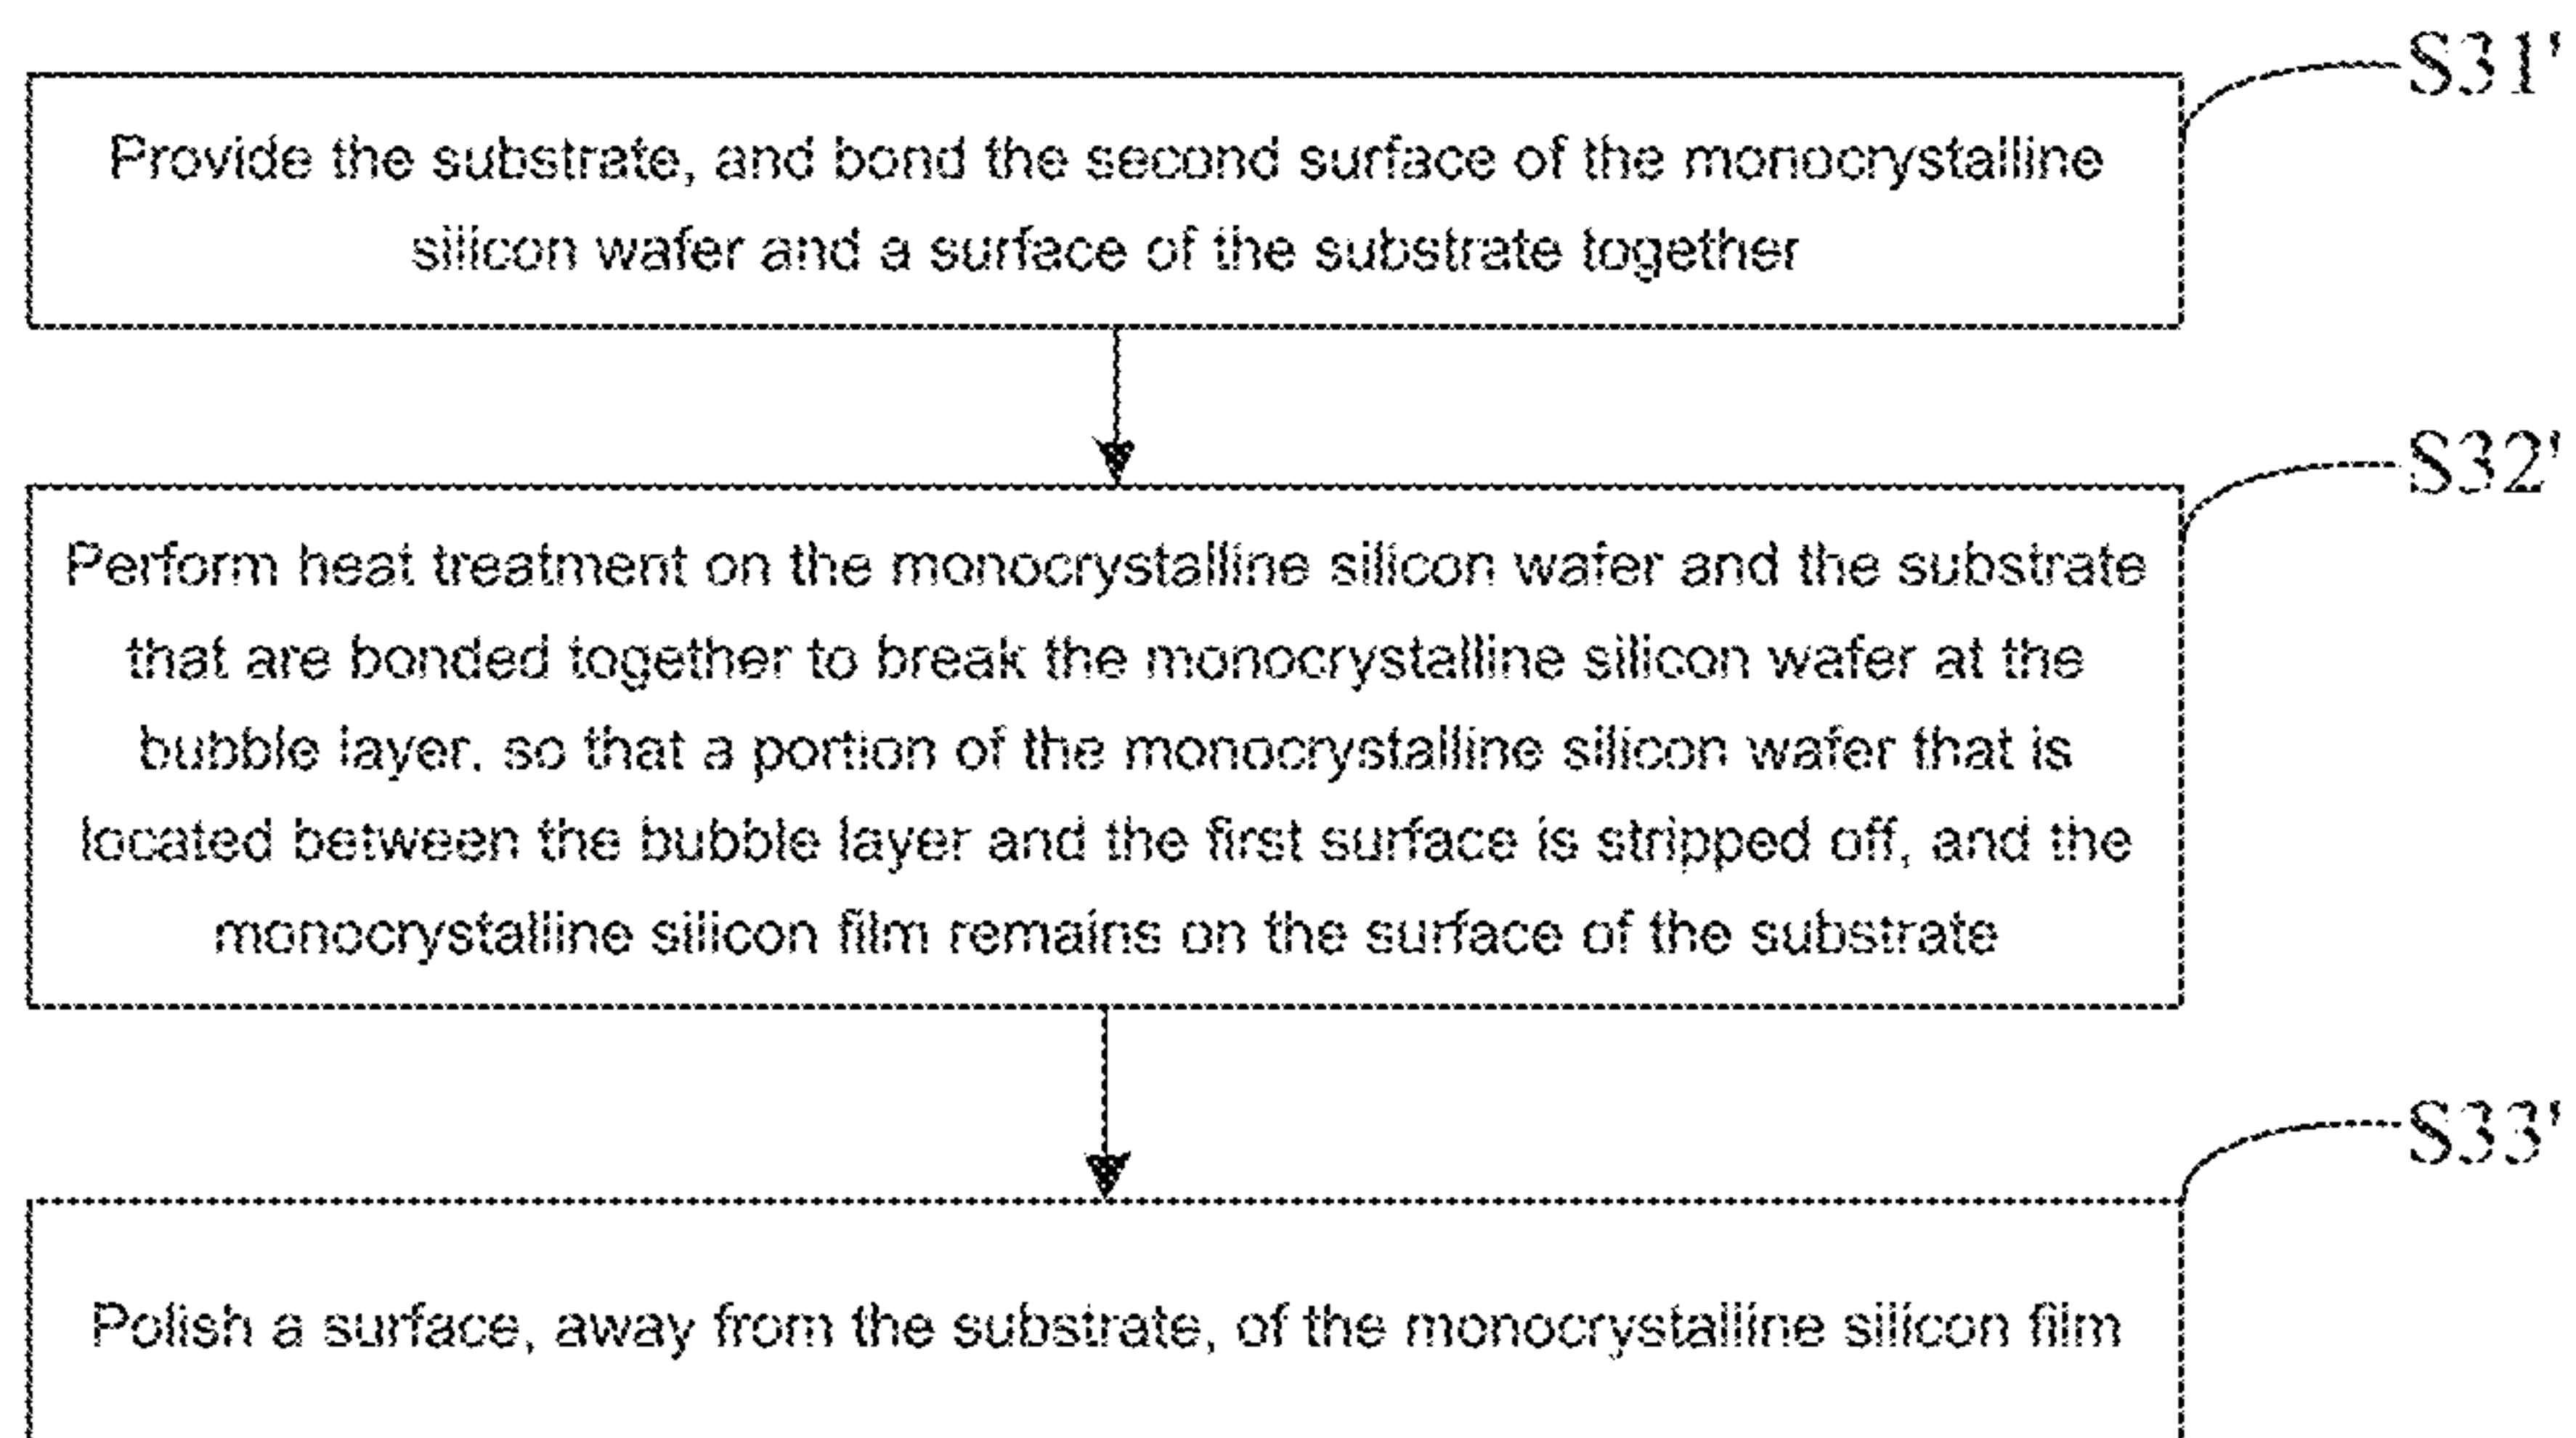 S31'
Provide the substrate, and bond the second surface of the monocrystalline
silicon wafer and a surface of the substrate together
S32'
Perform heat treatment on the monocrystalline silicon wafer and the substrate
that are bonded together to break the monocrystalline silicon wafer at the
bubble layer, so that a portion of the monocrystalline silicon wafer that is
located between the bubble layer and the first surface is stripped off, and the
monocrystalline silicon film remains on the surface of the substrate
S33'
Polish a surface, away from the substrate, of the monocrystalline silicon film